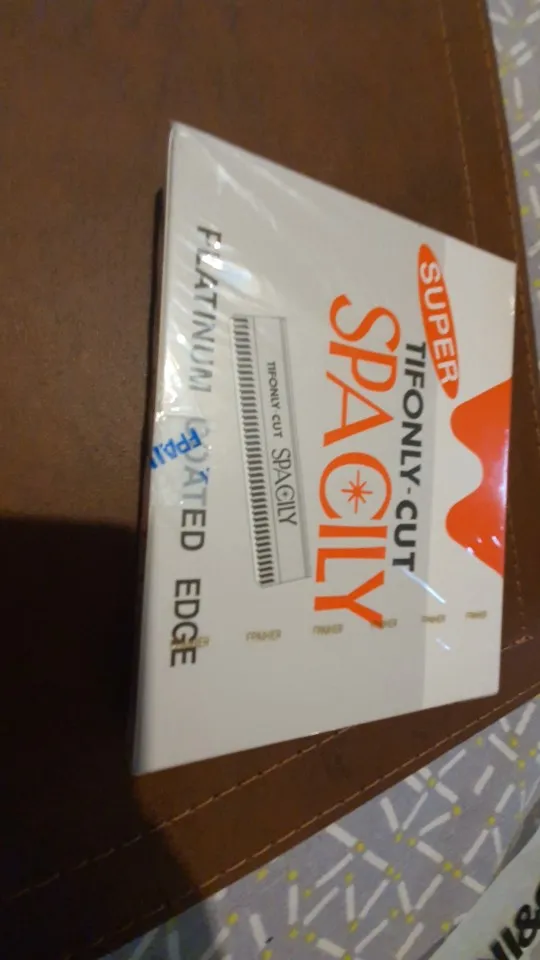 SUPER
TIFONLY-CUT
SPACILY
TIFONLY CUT SPACILY
PLATINUM COATED EDGE